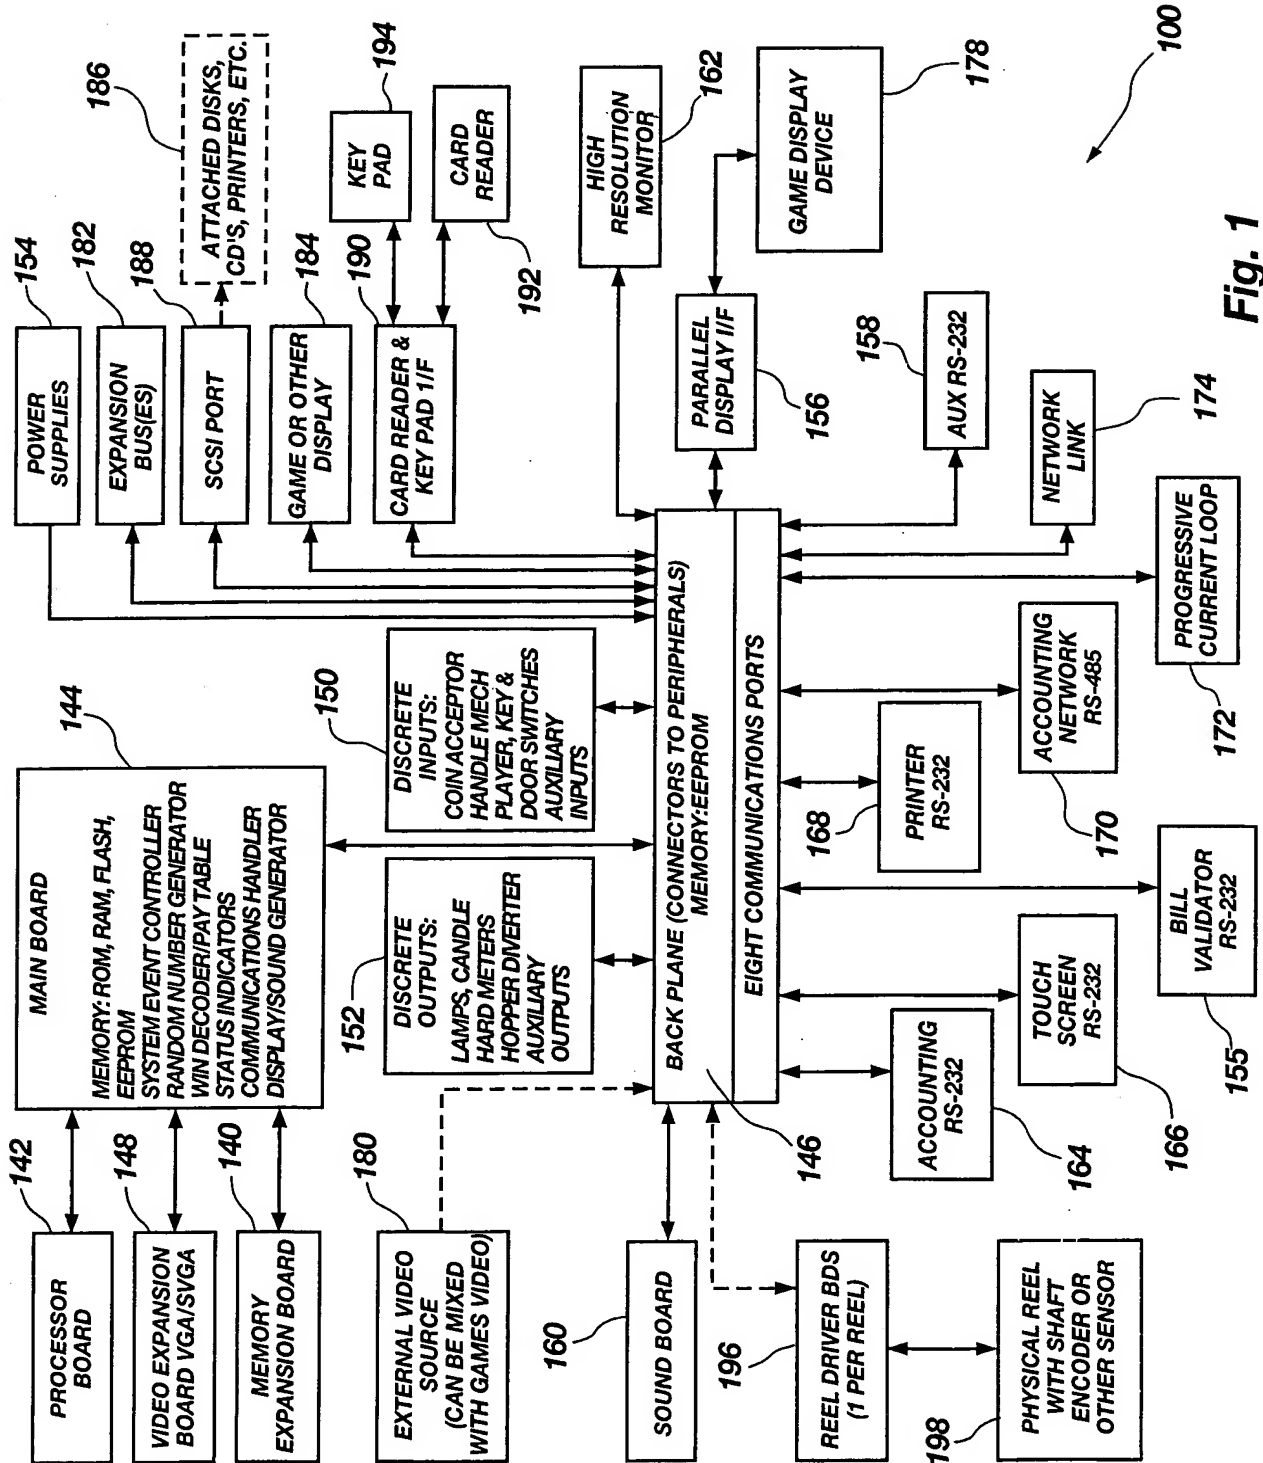 142
PROCESSOR
BOARD
148
VIDEO EXPANSION
BOARD VGA/SVGA
140
MEMORY
EXPANSION BOARD
144
MAIN BOARD
MEMORY: ROM, RAM, FLASH,
EEPROM
SYSTEM EVENT CONTROLLER
RANDOM NUMBER GENERATOR
WIN DECODER/PAY TABLE
STATUS INDICATORS
COMMUNICATIONS HANDLER
DISPLAY/SOUND GENERATOR
154
POWER
SUPPLIES
182
EXPANSION
BUS(ES)
188
SCSI PORT
186
ATTACHED DISKS,
CD'S, PRINTERS, ETC.
184
GAME OR OTHER
DISPLAY
190
CARD READER &
KEY PAD 1/F
194
KEY
PAD
CARD
READER
192
180
EXTERNAL VIDEO
SOURCE
(CAN BE MIXED
WITH GAMES VIDEO)
152
DISCRETE
OUTPUTS:
LAMPS, CANDLE
HARD METERS
HOPPER DIVERTER
AUXILIARY
OUTPUTS
150
DISCRETE
INPUTS:
COIN ACCEPTOR
HANDLE MECH
PLAYER, KEY &
DOOR SWITCHES
AUXILIARY
INPUTS
HIGH
RESOLUTION
MONITOR
162
160
SOUND BOARD
146
BACK PLANE (CONNECTORS TO PERIPHERALS)
MEMORY:EEPROM
EIGHT COMMUNICATIONS PORTS
PARALLEL
DISPLAY I/F
156
GAME DISPLAY
DEVICE
178
196
REEL DRIVER BDS
(1 PER REEL)
198
PHYSICAL REEL
WITH SHAFT
ENCODER OR
OTHER SENSOR
ACCOUNTING
RS-232
164
TOUCH
SCREEN
RS-232
166
BILL
VALIDATOR
RS-232
155
168
PRINTER
RS-232
ACCOUNTING
NETWORK
RS-485
170
PROGRESSIVE
CURRENT LOOP
172
158
AUX RS-232
NETWORK
LINK
174
100
Fig. 1